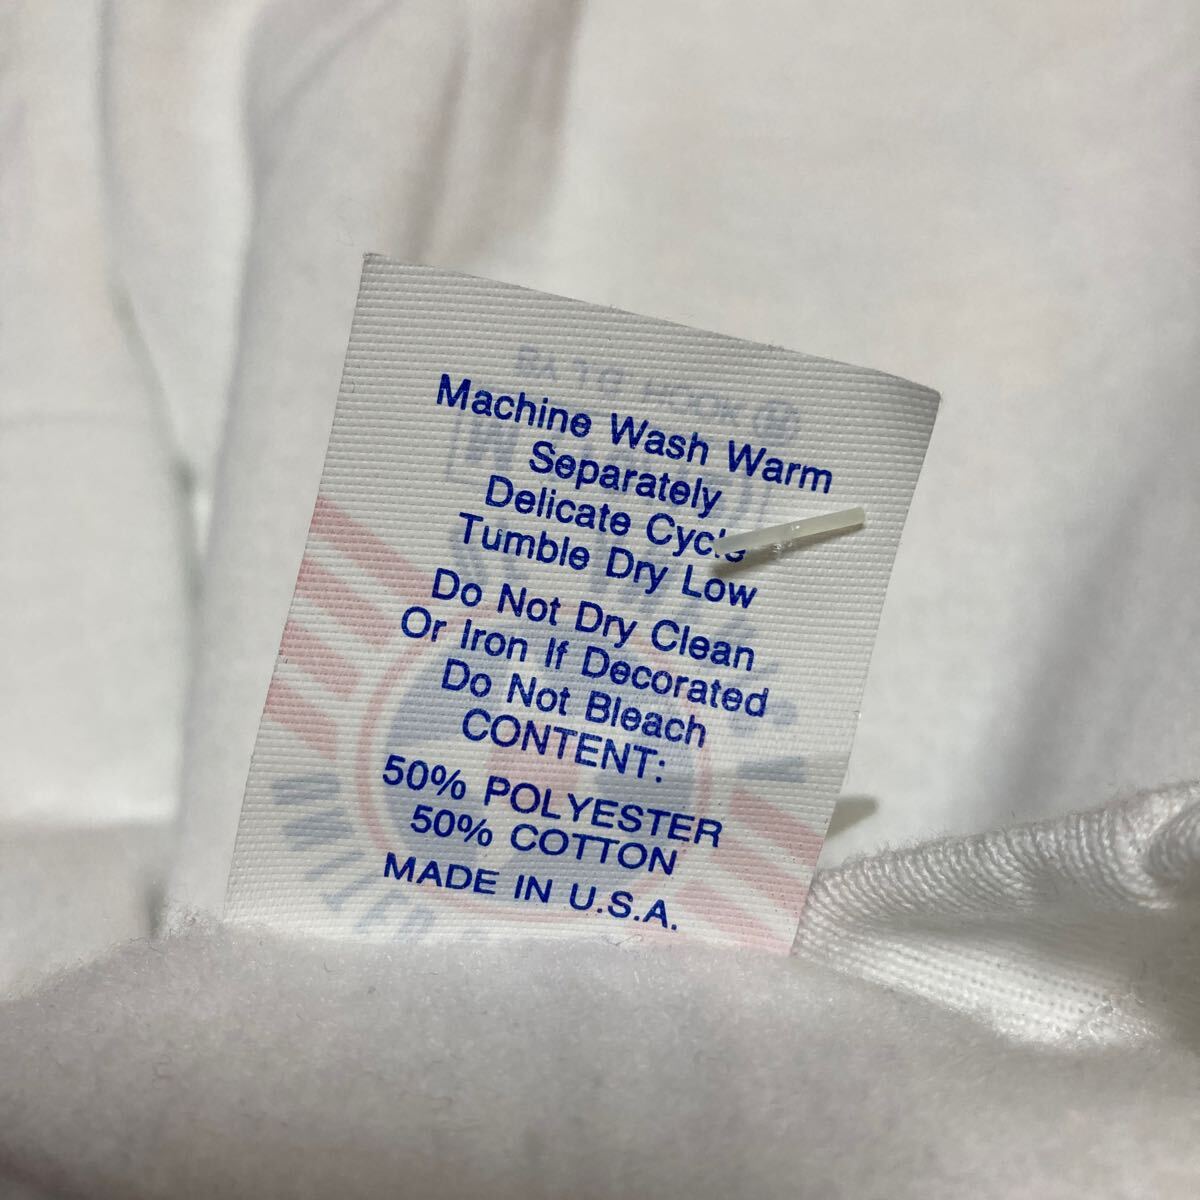 Machine Wash Warm
Separately
Delicate Cycle
Tumble Dry Low
Do Not Dry Clean
Or Iron If Decorated
Do Not Bleach
CONTENT:
50% POLYESTER
50% COTTON
MADE IN U.S.A.